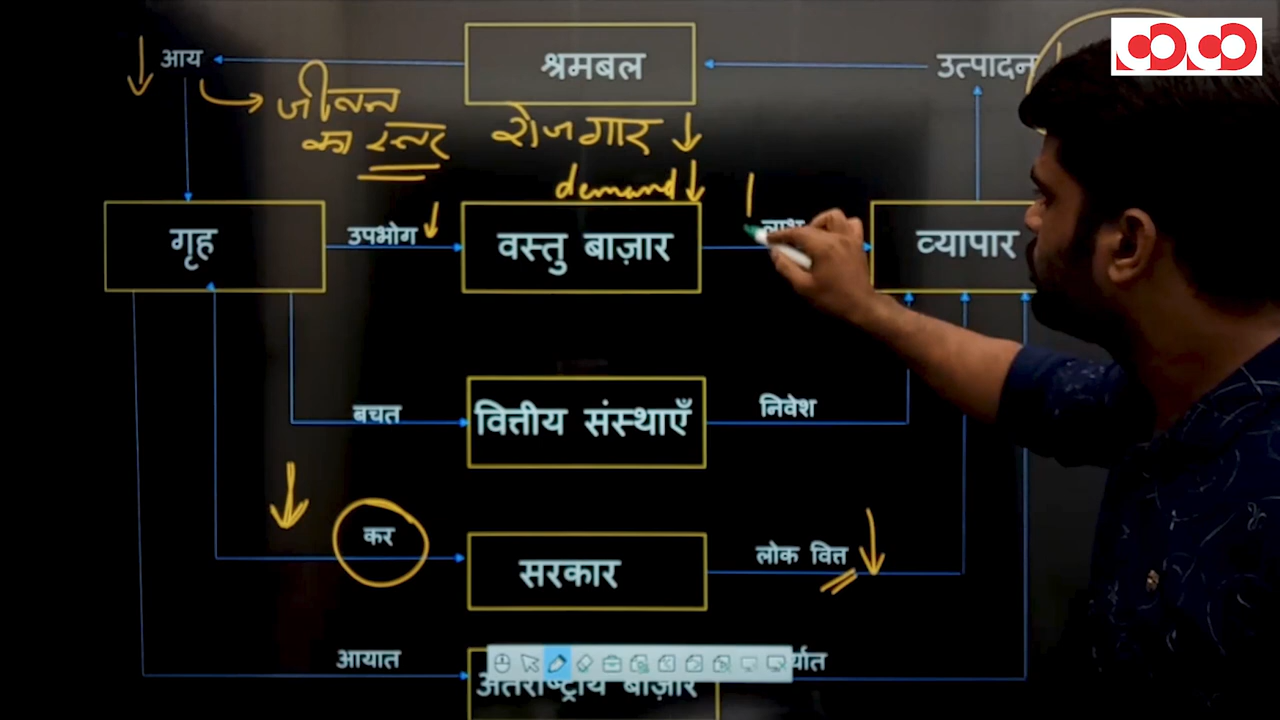 आय
श्रमबल
उत्पादन
जीवन
का स्तर
रोजगार
demand
गृह
उपभोग
वस्तु बाज़ार
लाभ
व्यापार
बचत
वित्तीय संस्थाएँ
निवेश
कर
सरकार
लोक वित्त
आयात
अंतर्राष्ट्रीय बाज़ार